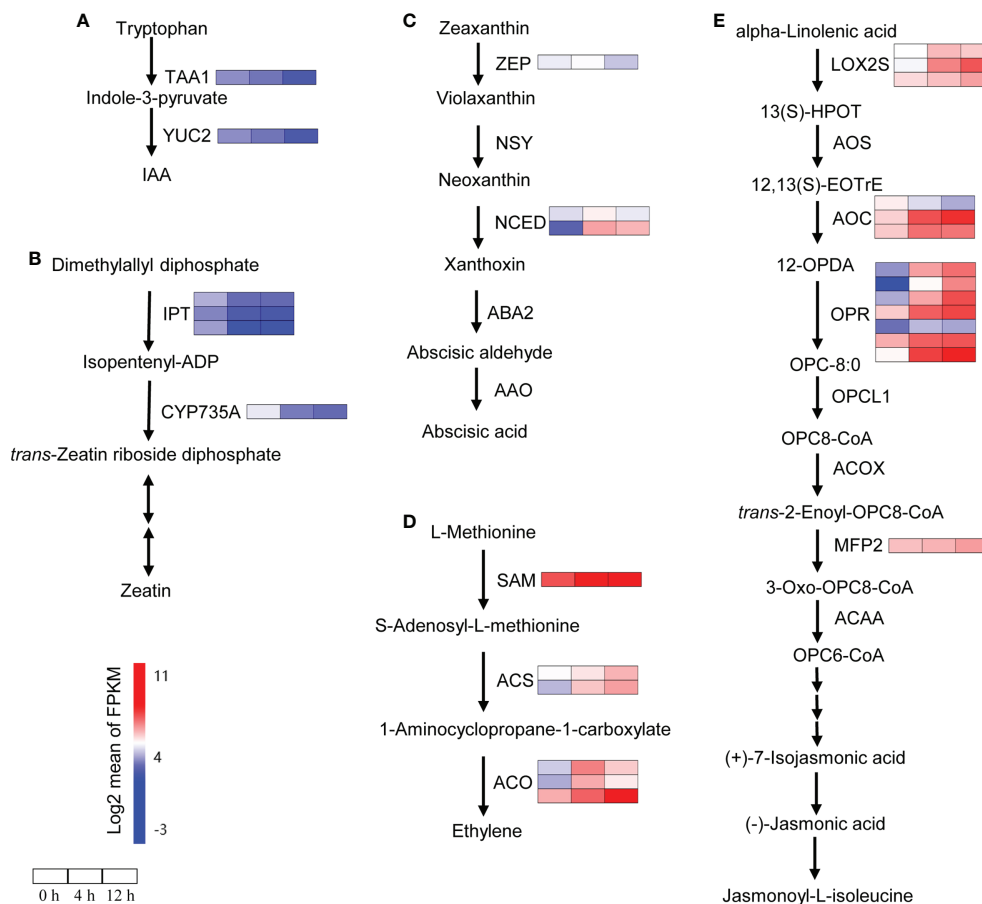 A
Tryptophan
TAA1
Indole-3-pyruvate
YUC2
IAA
B
Dimethylallyl diphosphate
IPT
Isopentenyl-ADP
CYP735A
trans-Zeatin riboside diphosphate
Zeatin
Log2 mean of FPKM
11
4
-3
0 h 4 h 12 h
C
Zeaxanthin
ZEP
Violaxanthin
NSY
Neoxanthin
NCED
Xanthoxin
ABA2
Abscisic aldehyde
AAO
Abscisic acid
D
L-Methionine
SAM
S-Adenosyl-L-methionine
ACS
1-Aminocyclopropane-1-carboxylate
ACO
Ethylene
E
alpha-Linolenic acid
LOX2S
13(S)-HPOT
AOS
12,13(S)-EOTrE
AOC
12-OPDA
OPR
OPC-8:0
OPCL1
OPC8-CoA
ACOX
trans-2-Enoyl-OPC8-CoA
MFP2
3-Oxo-OPC8-CoA
ACAA
OPC6-CoA
(+)-7-Isojasmonic acid
(-)-Jasmonic acid
Jasmonoyl-L-isoleucine